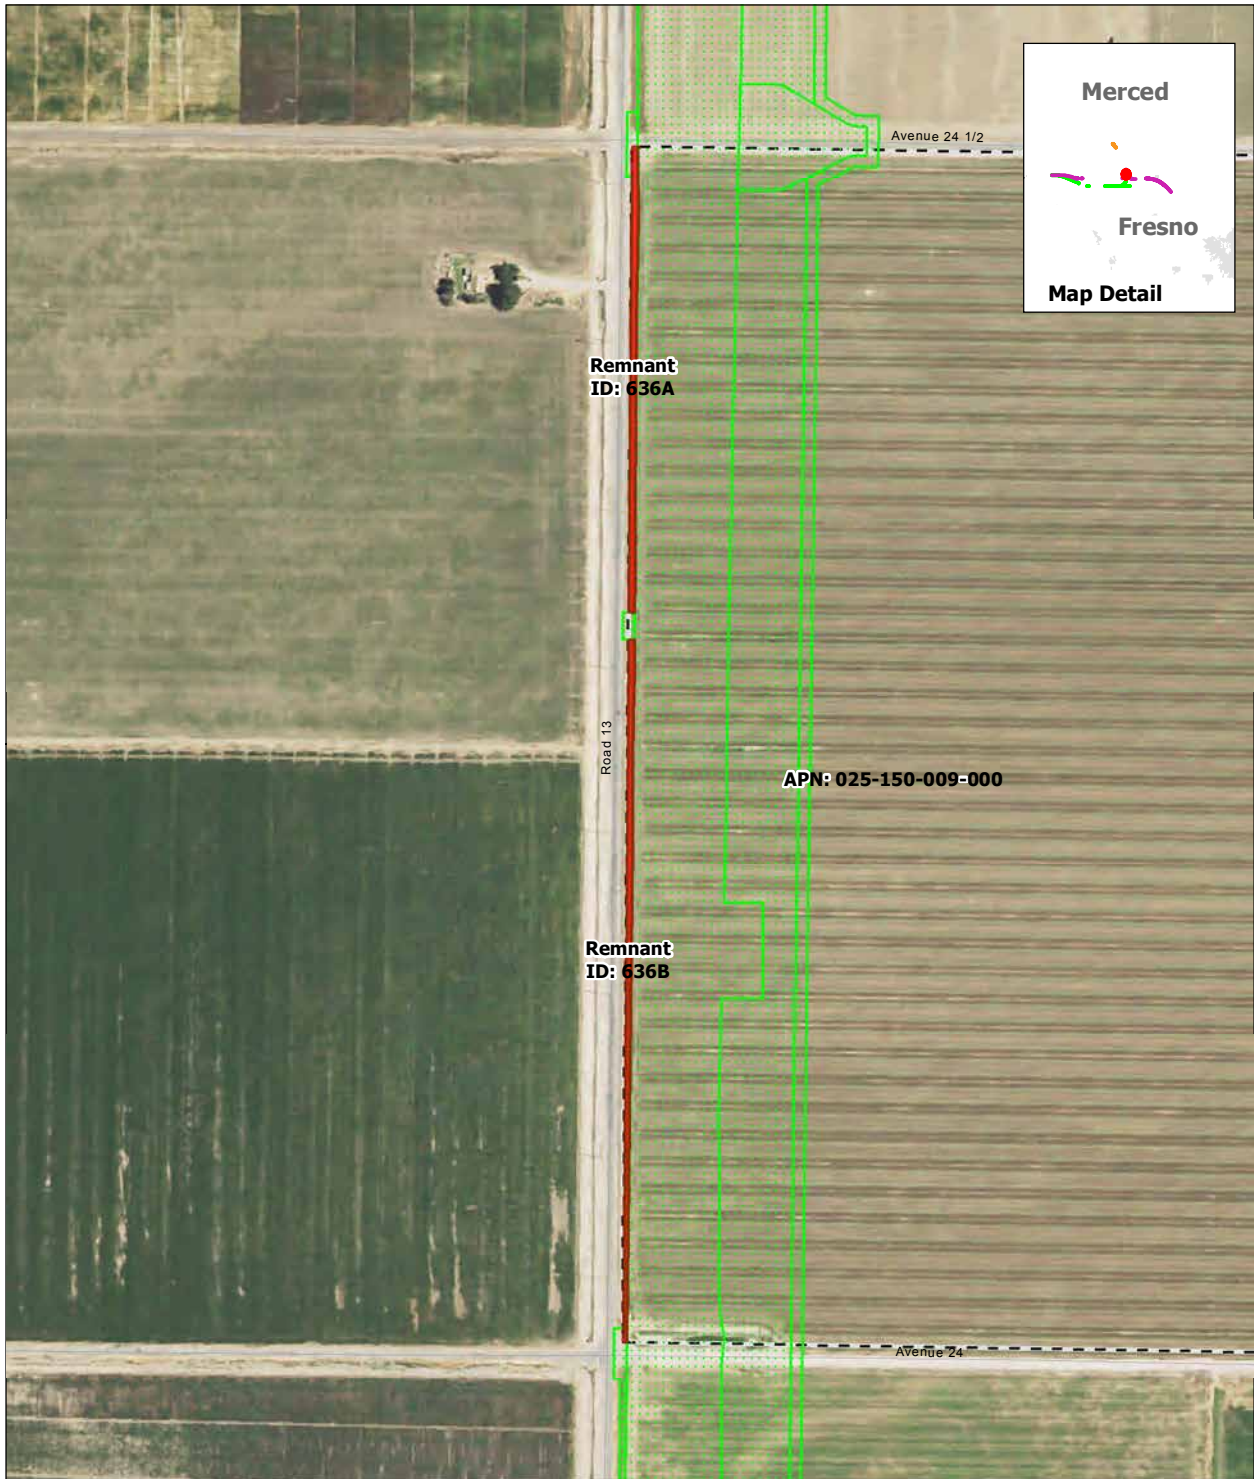 Avenue 24 1/2
Merced
Fresno
Map Detail
Remnant
ID: 636A
Road 13
APN: 025-150-009-000
Remnant
ID: 636B
Avenue 24